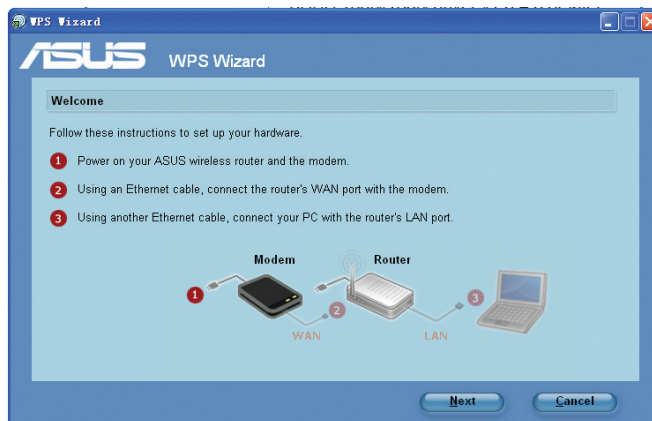 WPS Wizard
ASUS WPS Wizard
Welcome
Follow these instructions to set up your hardware.
1 Power on your ASUS wireless router and the modem.
2 Using an Ethernet cable, connect the router's WAN port with the modem.
3 Using another Ethernet cable, connect your PC with the router's LAN port.
Modem Router
1 2 3
WAN LAN
Next Cancel